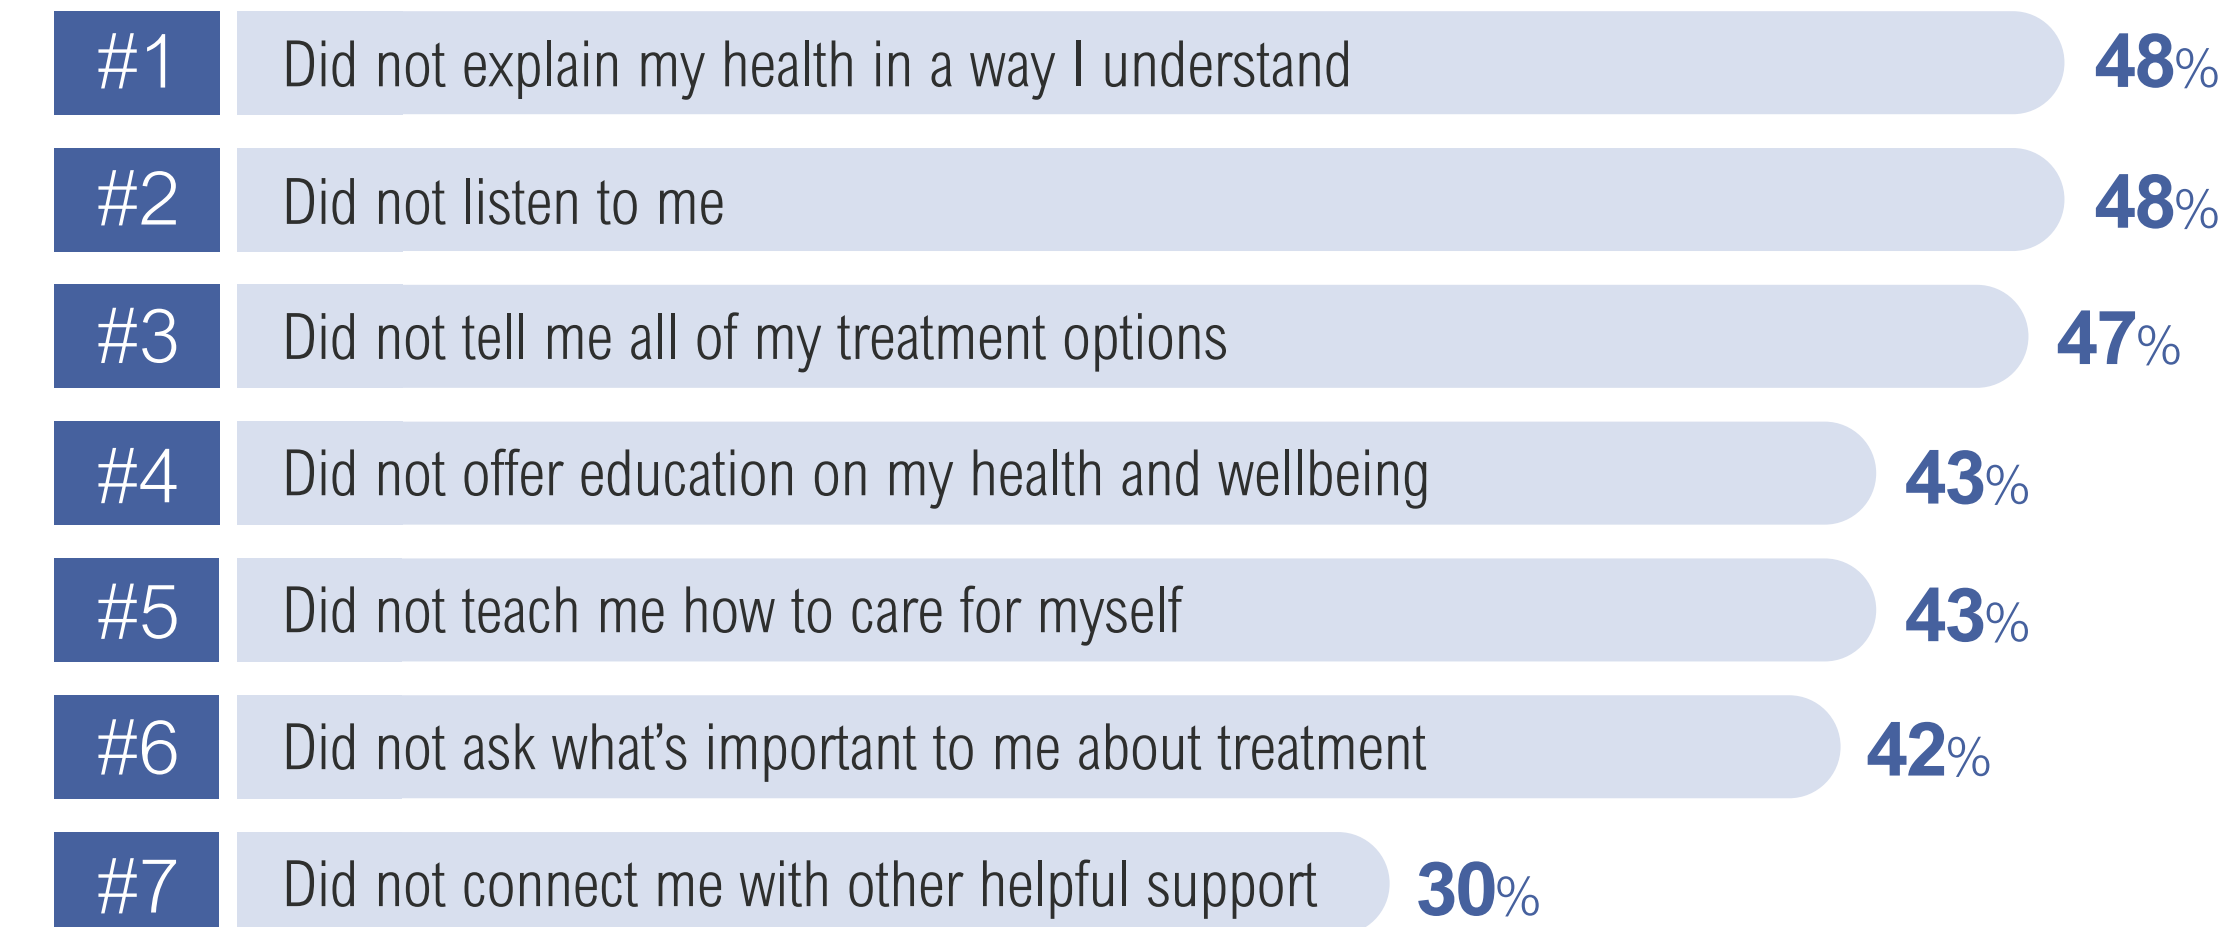 #1 Did not explain my health in a way I understand 48%
#2 Did not listen to me 48%
#3 Did not tell me all of my treatment options 47%
#4 Did not offer education on my health and wellbeing 43%
#5 Did not teach me how to care for myself 43%
#6 Did not ask what’s important to me about treatment 42%
#7 Did not connect me with other helpful support 30%